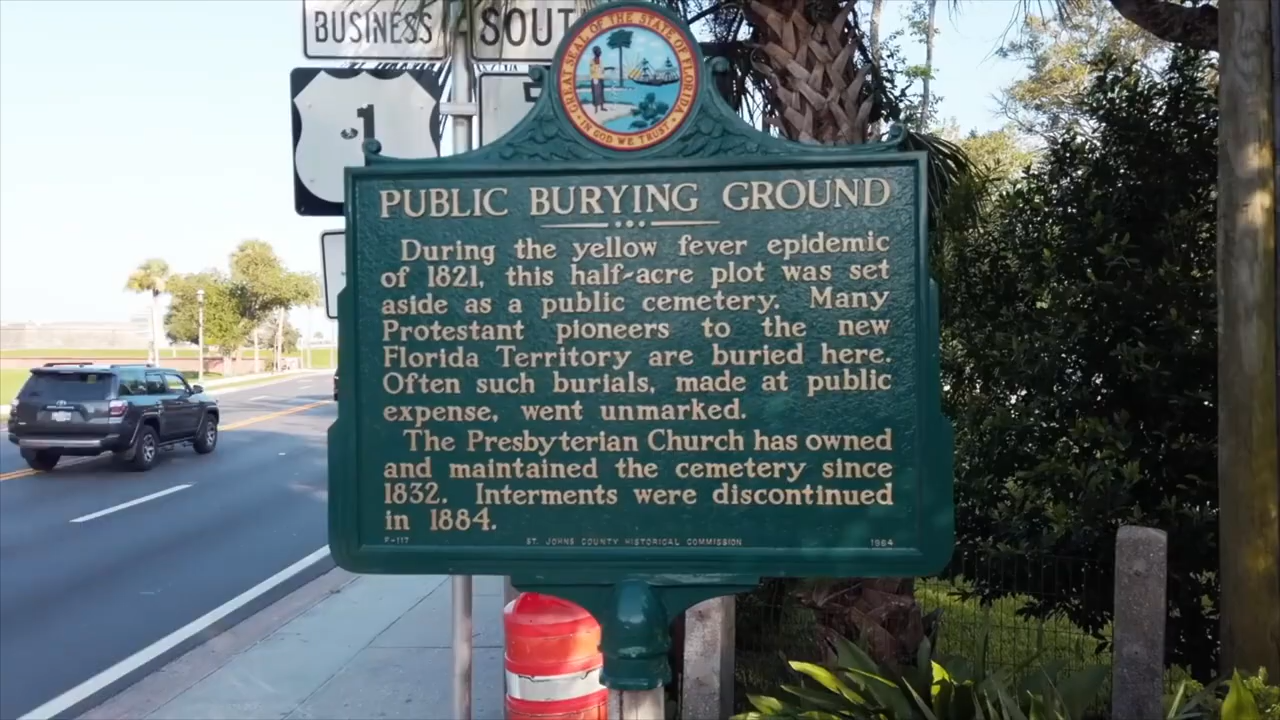 BUSINESS
SOUT
1
GREAT SEAL OF THE STATE OF FLORIDA
IN GOD WE TRUST
PUBLIC BURYING GROUND
During the yellow fever epidemic
of 1821, this half-acre plot was set
aside as a public cemetery. Many
Protestant pioneers to the new
Florida Territory are buried here.
Often such burials, made at public
expense, went unmarked.
The Presbyterian Church has owned
and maintained the cemetery since
1832. Interments were discontinued
in 1884.
F-117 ST. JOHNS COUNTY HISTORICAL COMMISSION 1964